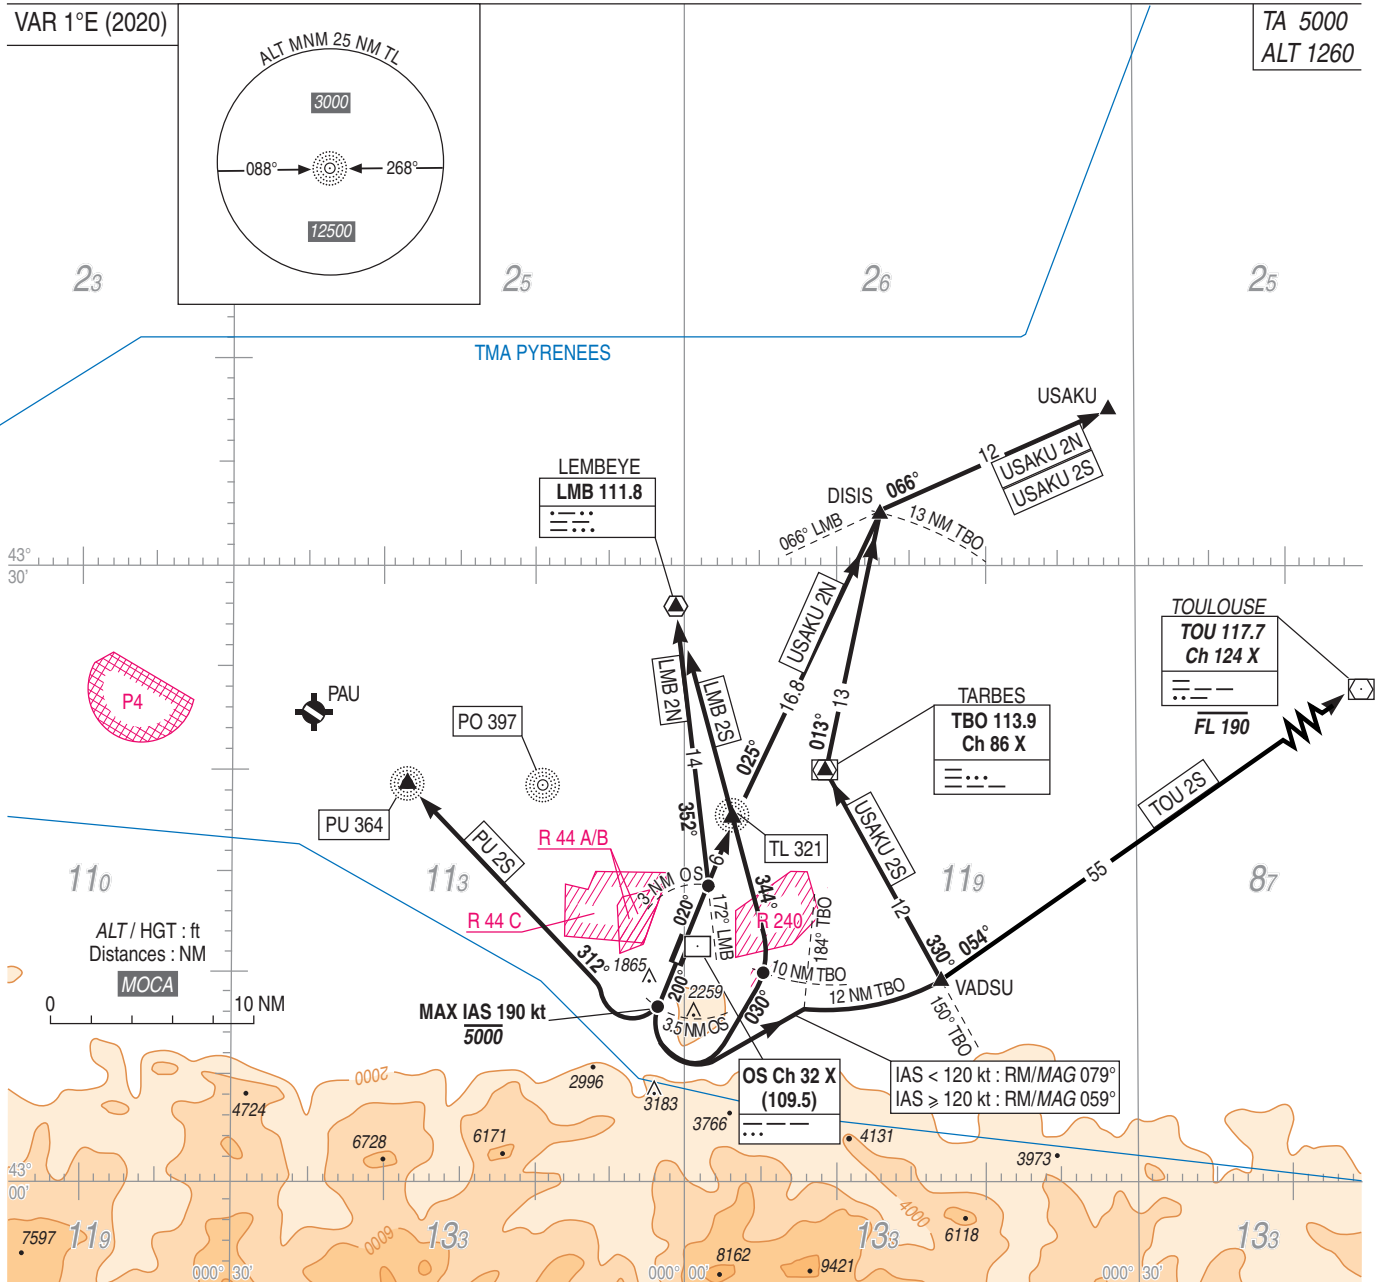 VAR 1°E (2020)
ALT MNM 25 NM TL
3000
088°
268°
12500
TA 5000
ALT 1260
23
25
26
25
TMA PYRENEES
USAKU
12
USAKU 2N
USAKU 2S
LEMBEYE
LMB 111.8
DISIS
066°
066° LMB
13 NM TBO
43°
30'
USAKU 2N
TOULOUSE
TOU 117.7
Ch 124 X
FL 190
P4
PAU
LMB 2N
LMB 2S
16.8
13
TARBES
TBO 113.9
Ch 86 X
PO 397
013°
025°
14
PU 364
352°
TL 321
TOU 2S
PU 2S
USAKU 2S
R 44 A/B
6
55
110
113
3 NM OS
344°
119
87
R 44 C
020°
172° LMB
R 240
184° TBO
12
ALT / HGT : ft
Distances : NM
MOCA
0
10 NM
312°
1865
200°
10 NM TBO
330°
054°
2259
12 NM TBO
VADSU
MAX IAS 190 kt
5000
3.5 NM OS
030°
150° TBO
2000
2996
3183
4724
3766
OS Ch 32 X
(109.5)
IAS < 120 kt : RM/MAG 079°
IAS ⩾ 120 kt : RM/MAG 059°
6728
6171
4131
3973
43°
00'
7597
119
6000
133
133
4000
6118
133
8162
9421
000° 30'
000° 00'
000° 30'